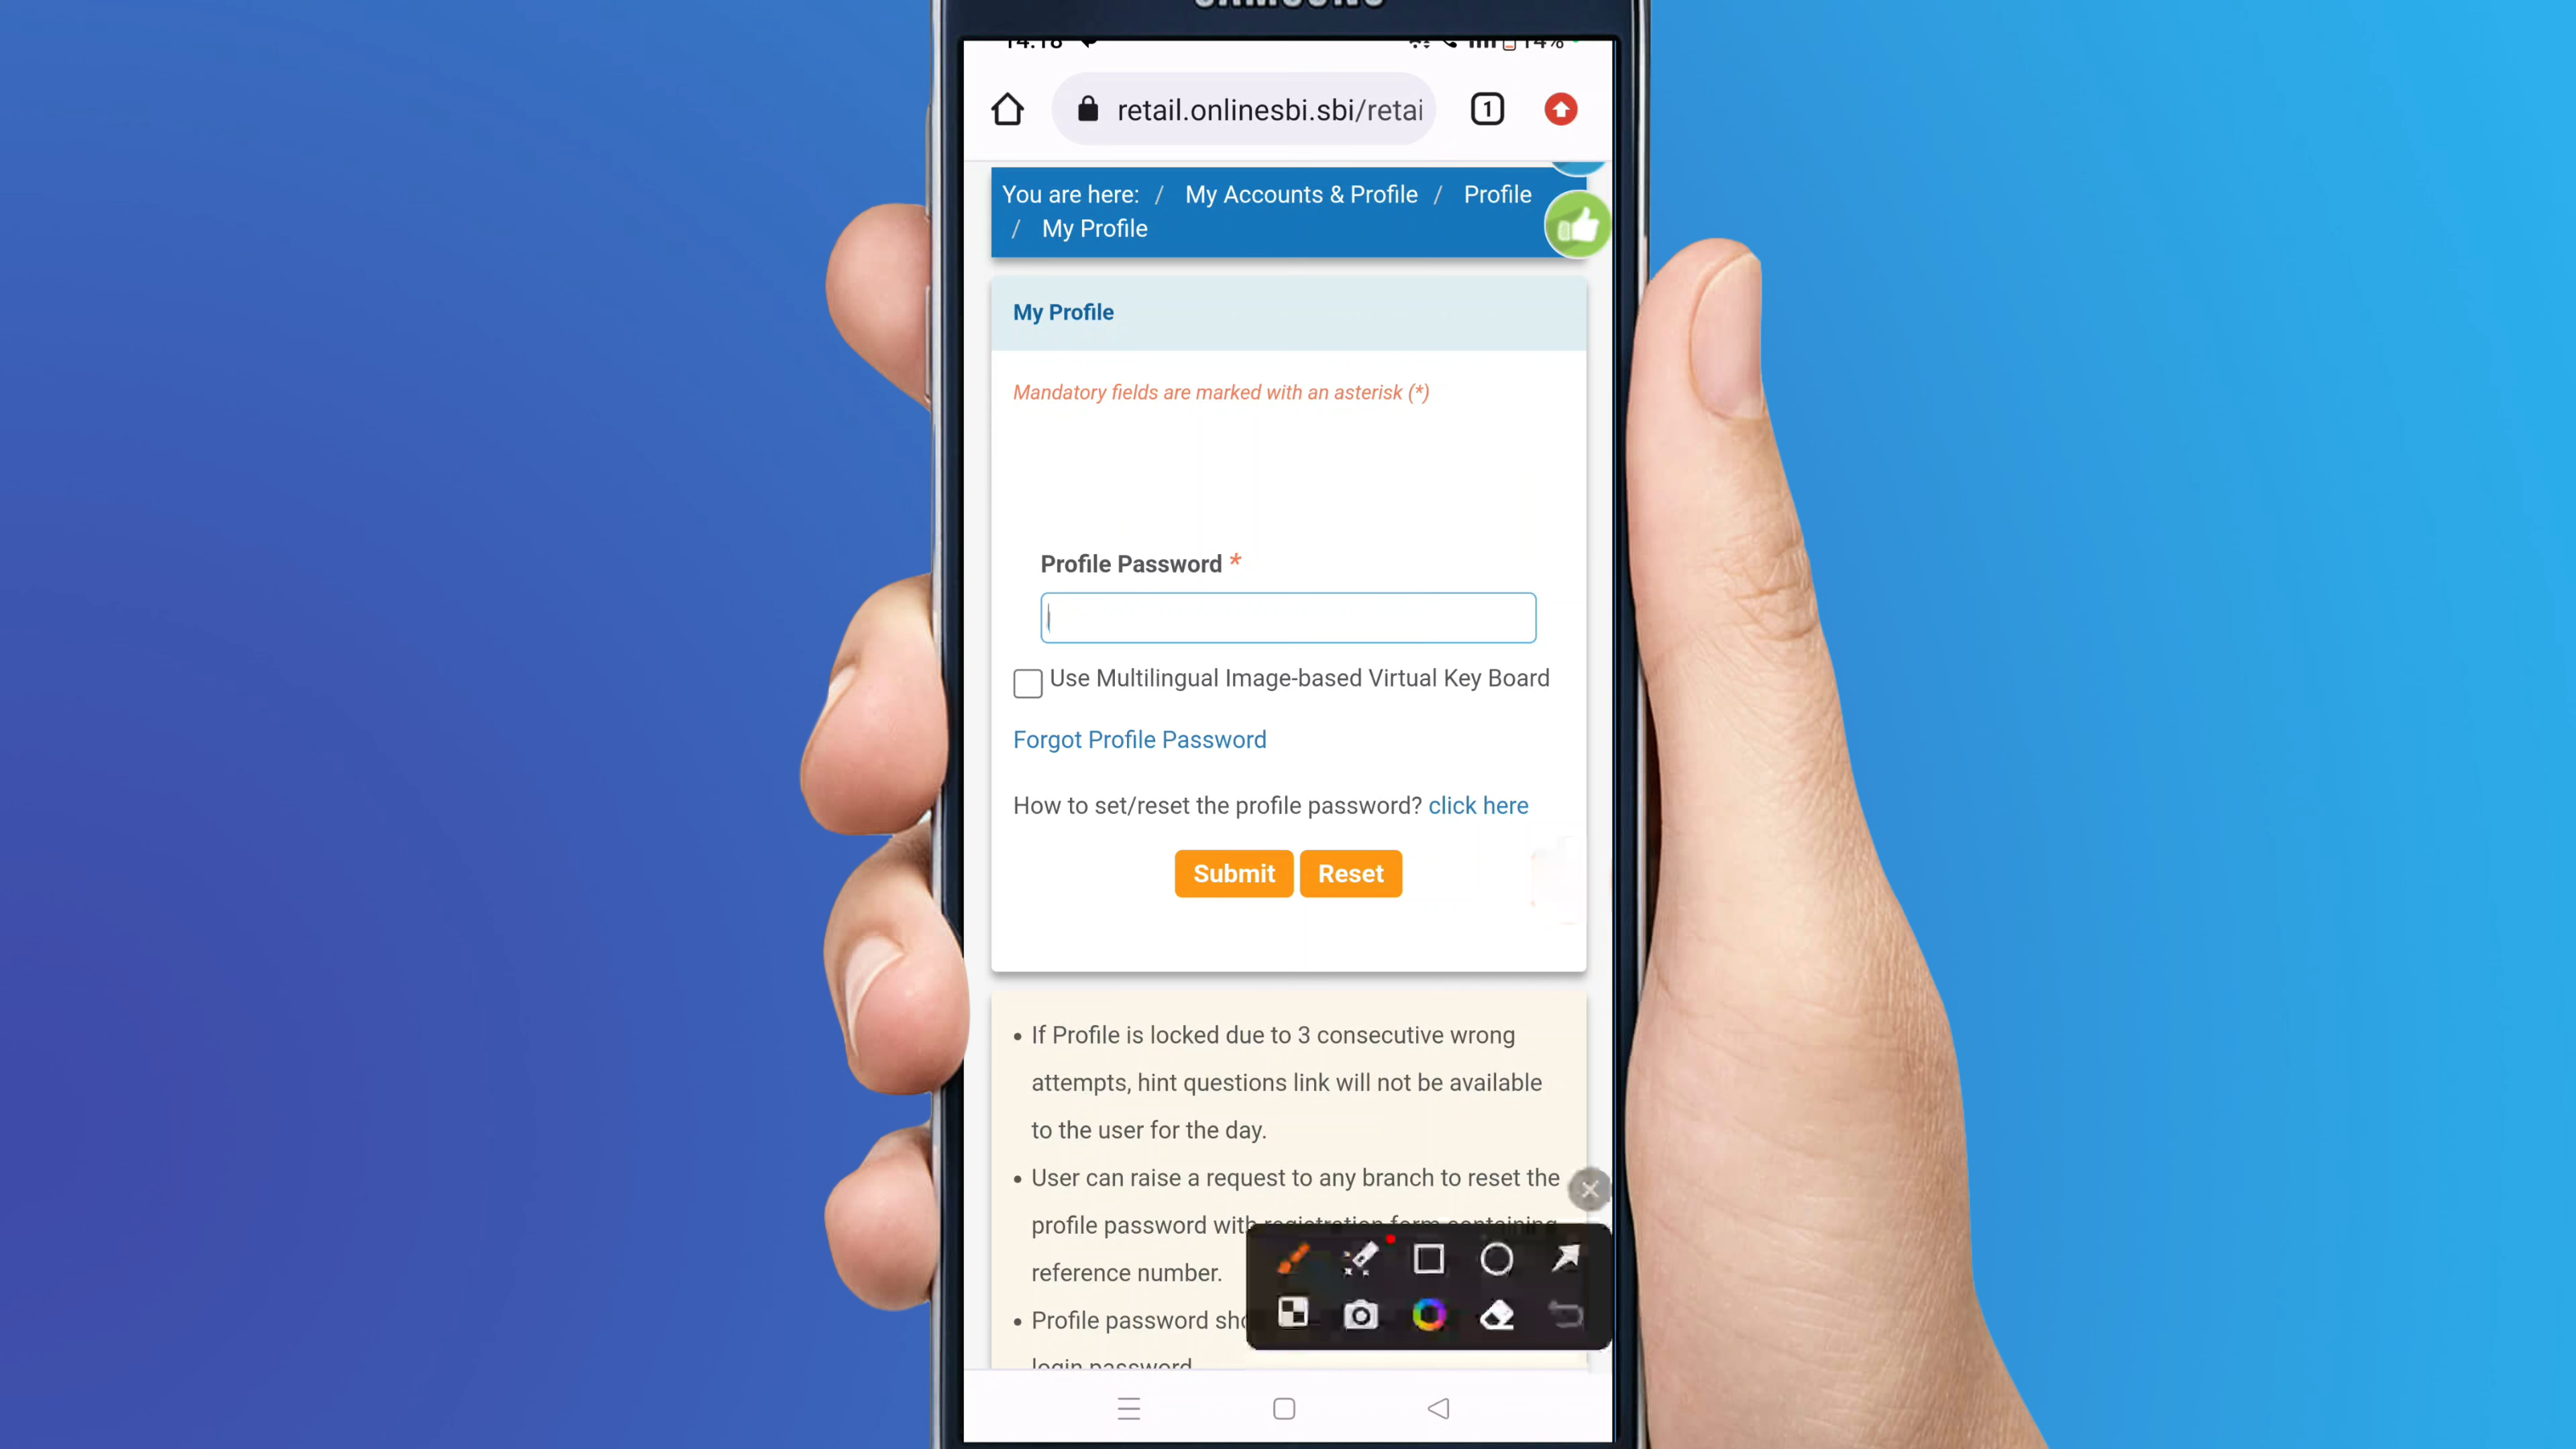 SAMSUNG
14:18 14%
retail.onlinesbi.sbi/retai
1
You are here: / My Accounts & Profile / Profile
/ My Profile
My Profile
Mandatory fields are marked with an asterisk (*)
Profile Password *
Use Multilingual Image-based Virtual Key Board
Forgot Profile Password
How to set/reset the profile password? click here
Submit Reset
• If Profile is locked due to 3 consecutive wrong
attempts, hint questions link will not be available
to the user for the day.
• User can raise a request to any branch to reset the
profile password with registration form containing
reference number.
• Profile password sho
login password